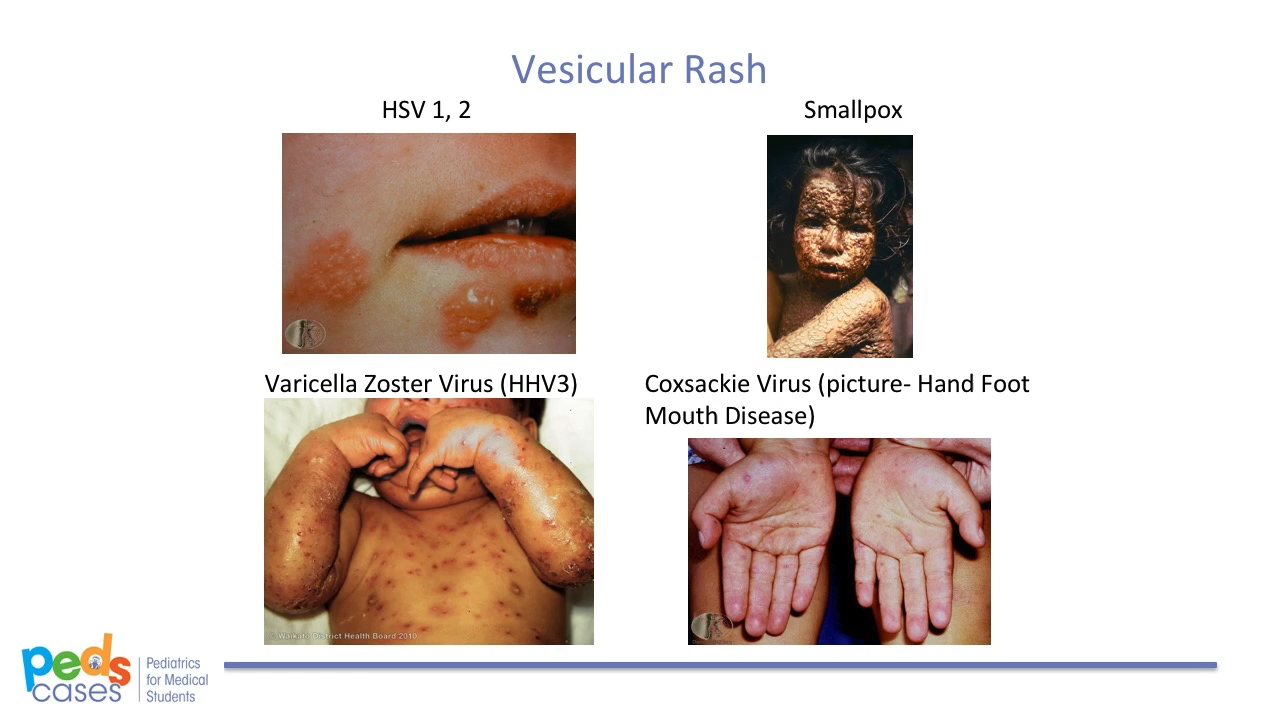 Vesicular Rash
HSV 1, 2
Smallpox
Varicella Zoster Virus (HHV3)
Coxsackie Virus (picture- Hand Foot
Mouth Disease)
© Waikato District Health Board 2010
peds
cases
Pediatrics
for Medical
Students